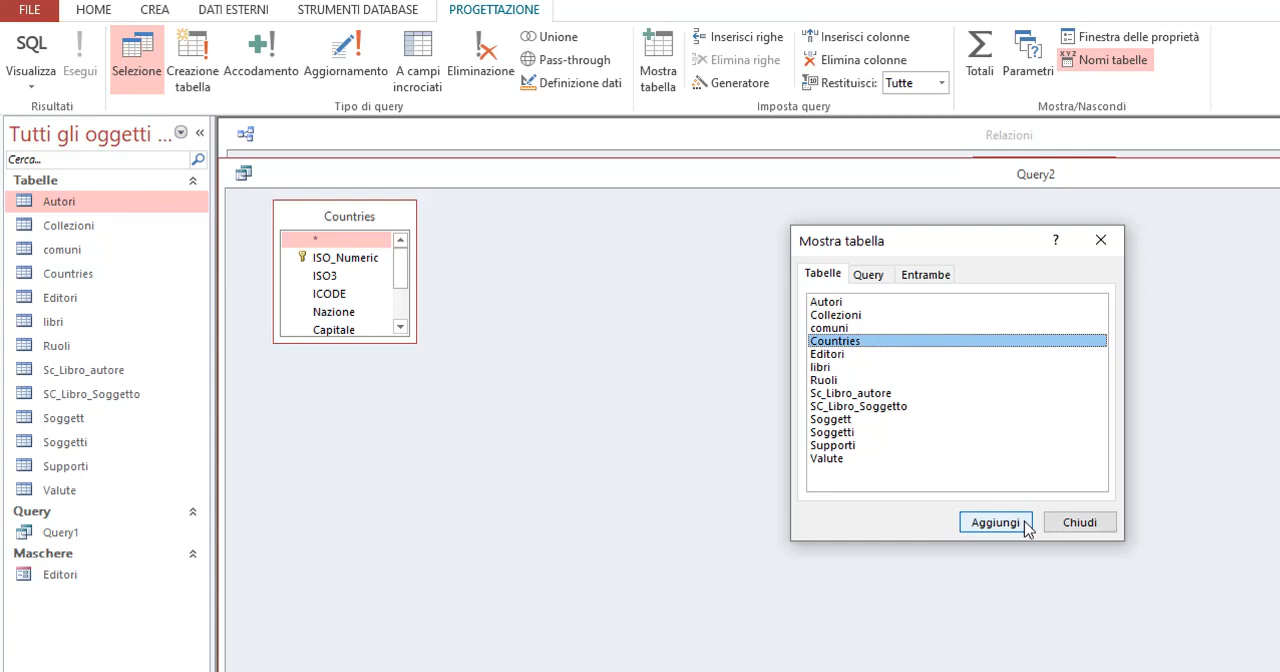 FILE HOME CREA DATI ESTERNI STRUMENTI DATABASE PROGETTAZIONE
SQL
Visualizza
Esegui
Risultati
Selezione
Creazione tabella
Accodamento
Aggiornamento
A campi incrociati
Eliminazione
Unione
Pass-through
Definizione dati
Tipo di query
Mostra tabella
Inserisci righe
Elimina righe
Generatore
Inserisci colonne
Elimina colonne
Restituisci: Tutte
Imposta query
Totali
Parametri
Finestra delle proprietà
XYZ Nomi tabelle
Mostra/Nascondi
Tutti gli oggetti ... «
Cerca...
Tabelle
Autori
Collezioni
comuni
Countries
Editori
libri
Ruoli
Sc_Libro_autore
SC_Libro_Soggetto
Soggett
Soggetti
Supporti
Valute
Query
Query1
Maschere
Editori
Relazioni
Query2
Countries
*
ISO_Numeric
ISO3
ICODE
Nazione
Capitale
Mostra tabella ?
Tabelle Query Entrambe
Autori
Collezioni
comuni
Countries
Editori
libri
Ruoli
Sc_Libro_autore
SC_Libro_Soggetto
Soggett
Soggetti
Supporti
Valute
Aggiungi Chiudi